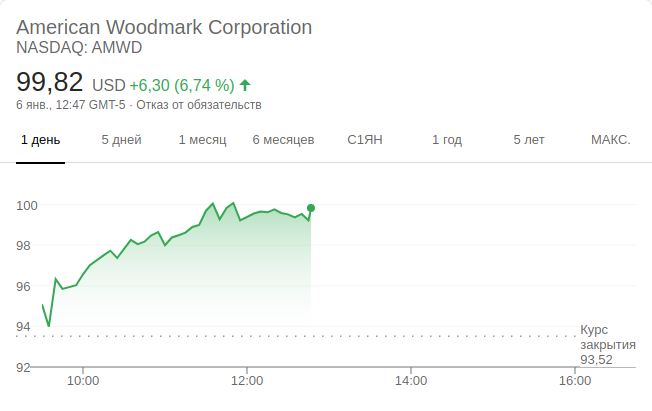 American Woodmark Corporation
NASDAQ: AMWD
99,82 USD +6,30 (6,74 %) ↑
6 янв., 12:47 GMT-5 · Отказ от обязательств
1 день 5 дней 1 месяц 6 месяцев С1ЯН 1 год 5 лет МАКС.
100
98
96
94
92
Курс
закрытия
93,52
10:00 12:00 14:00 16:00